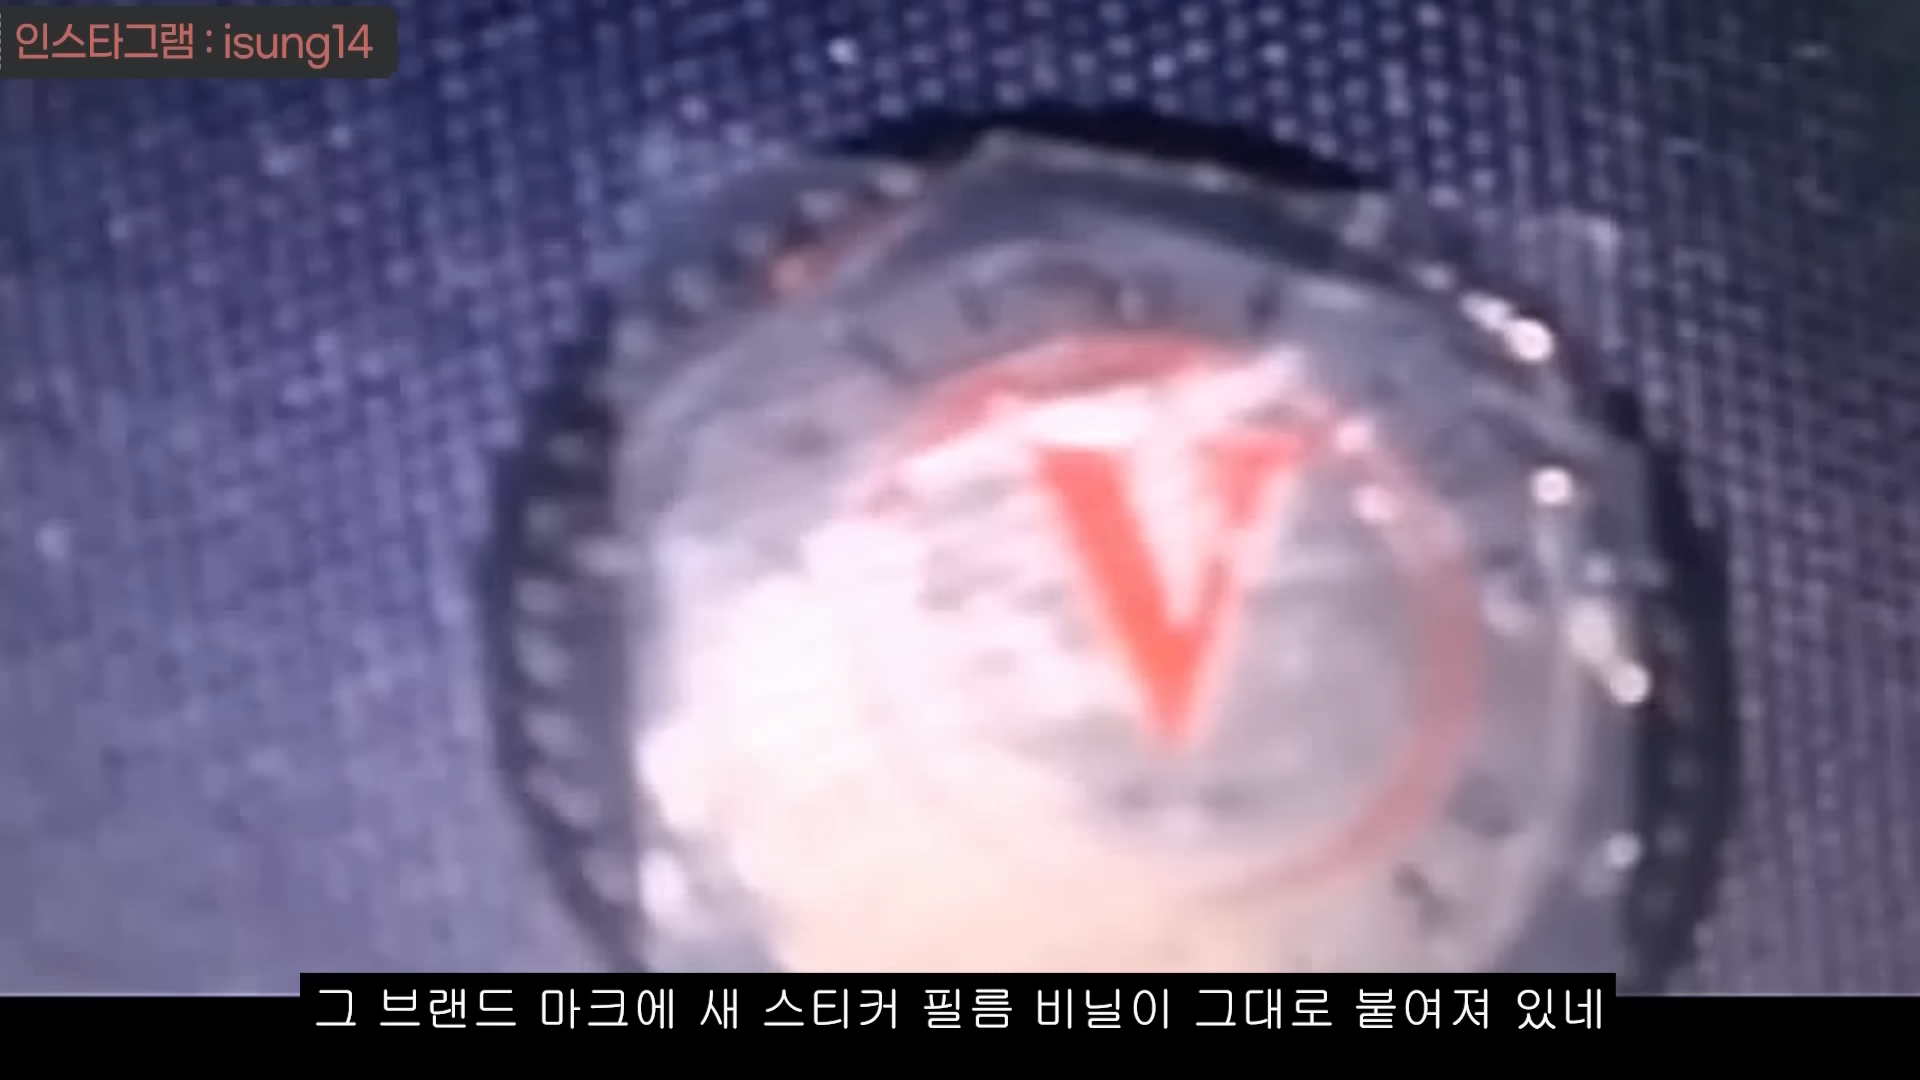 인스타그램 : isung14
V
그 브랜드 마크에 새 스티커 필름 비닐이 그대로 붙여져 있네